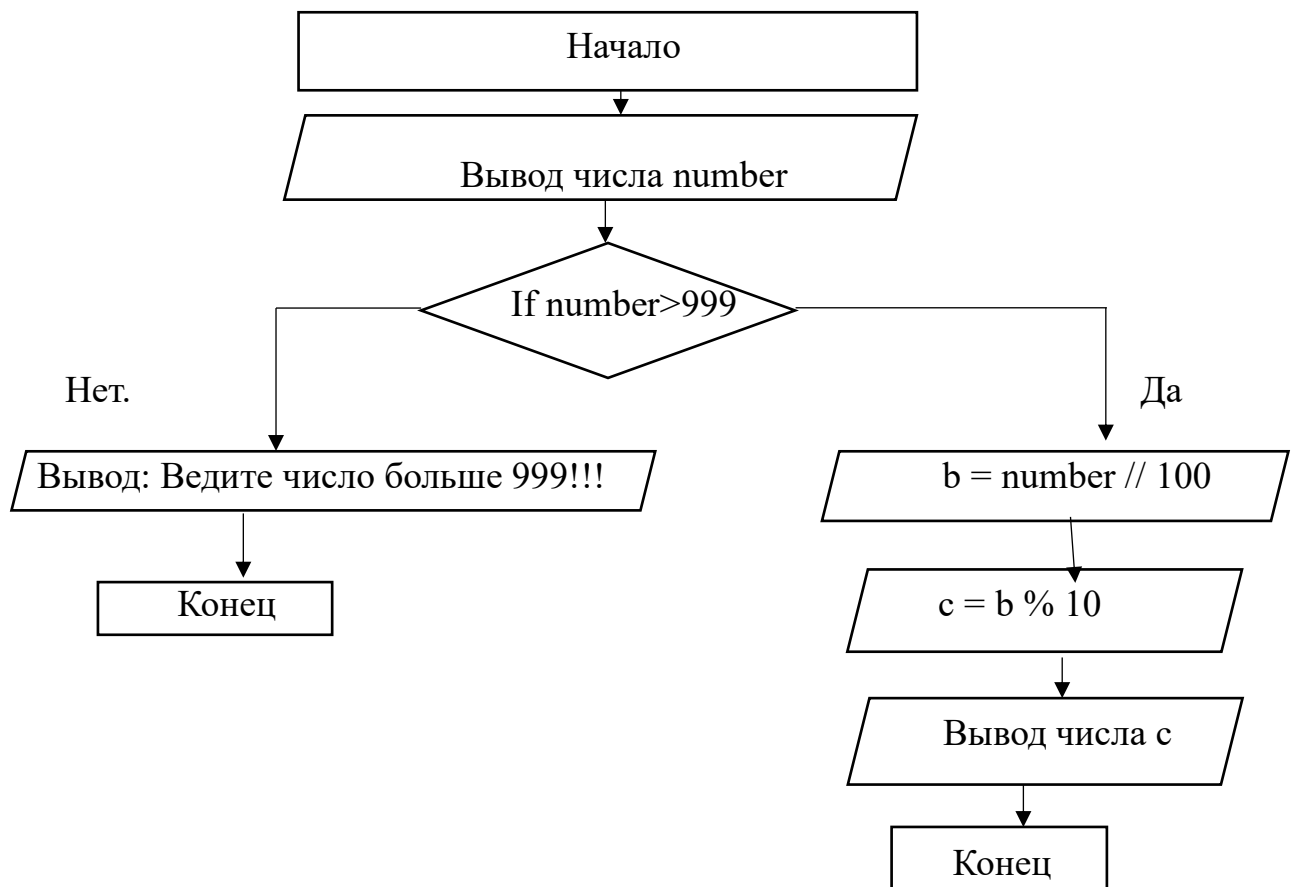 Начало
Вывод числа number
If number>999
Нет.
Да
Вывод: Ведите число больше 999!!!
b = number // 100
Конец
c = b % 10
Вывод числа c
Конец